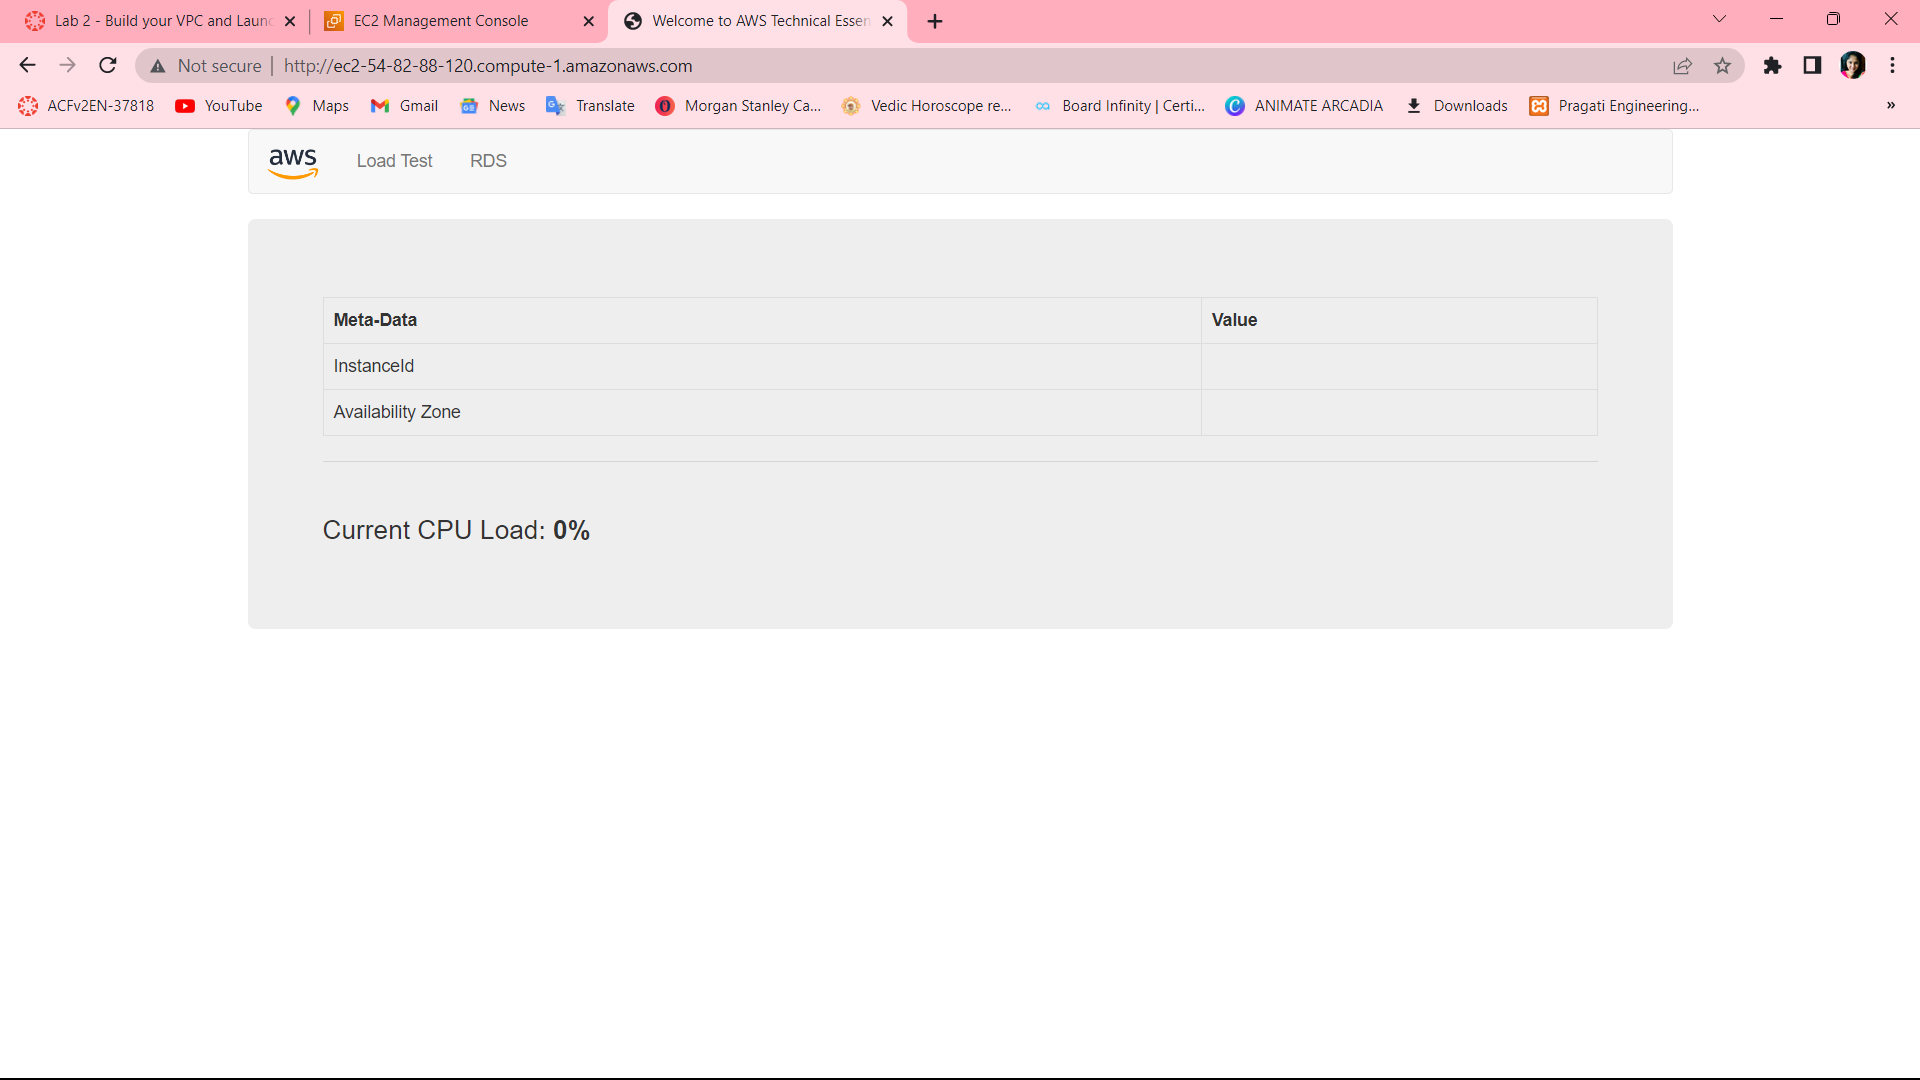 Lab 2 - Build your VPC and Launc
EC2 Management Console
Welcome to AWS Technical Essen
Not secure | http://ec2-54-82-88-120.compute-1.amazonaws.com
ACFv2EN-37818 YouTube Maps Gmail News Translate Morgan Stanley Ca... Vedic Horoscope re... Board Infinity | Certi... ANIMATE ARCADIA Downloads Pragati Engineering... »
aws Load Test RDS
Meta-Data Value
InstanceId
Availability Zone
Current CPU Load: 0%